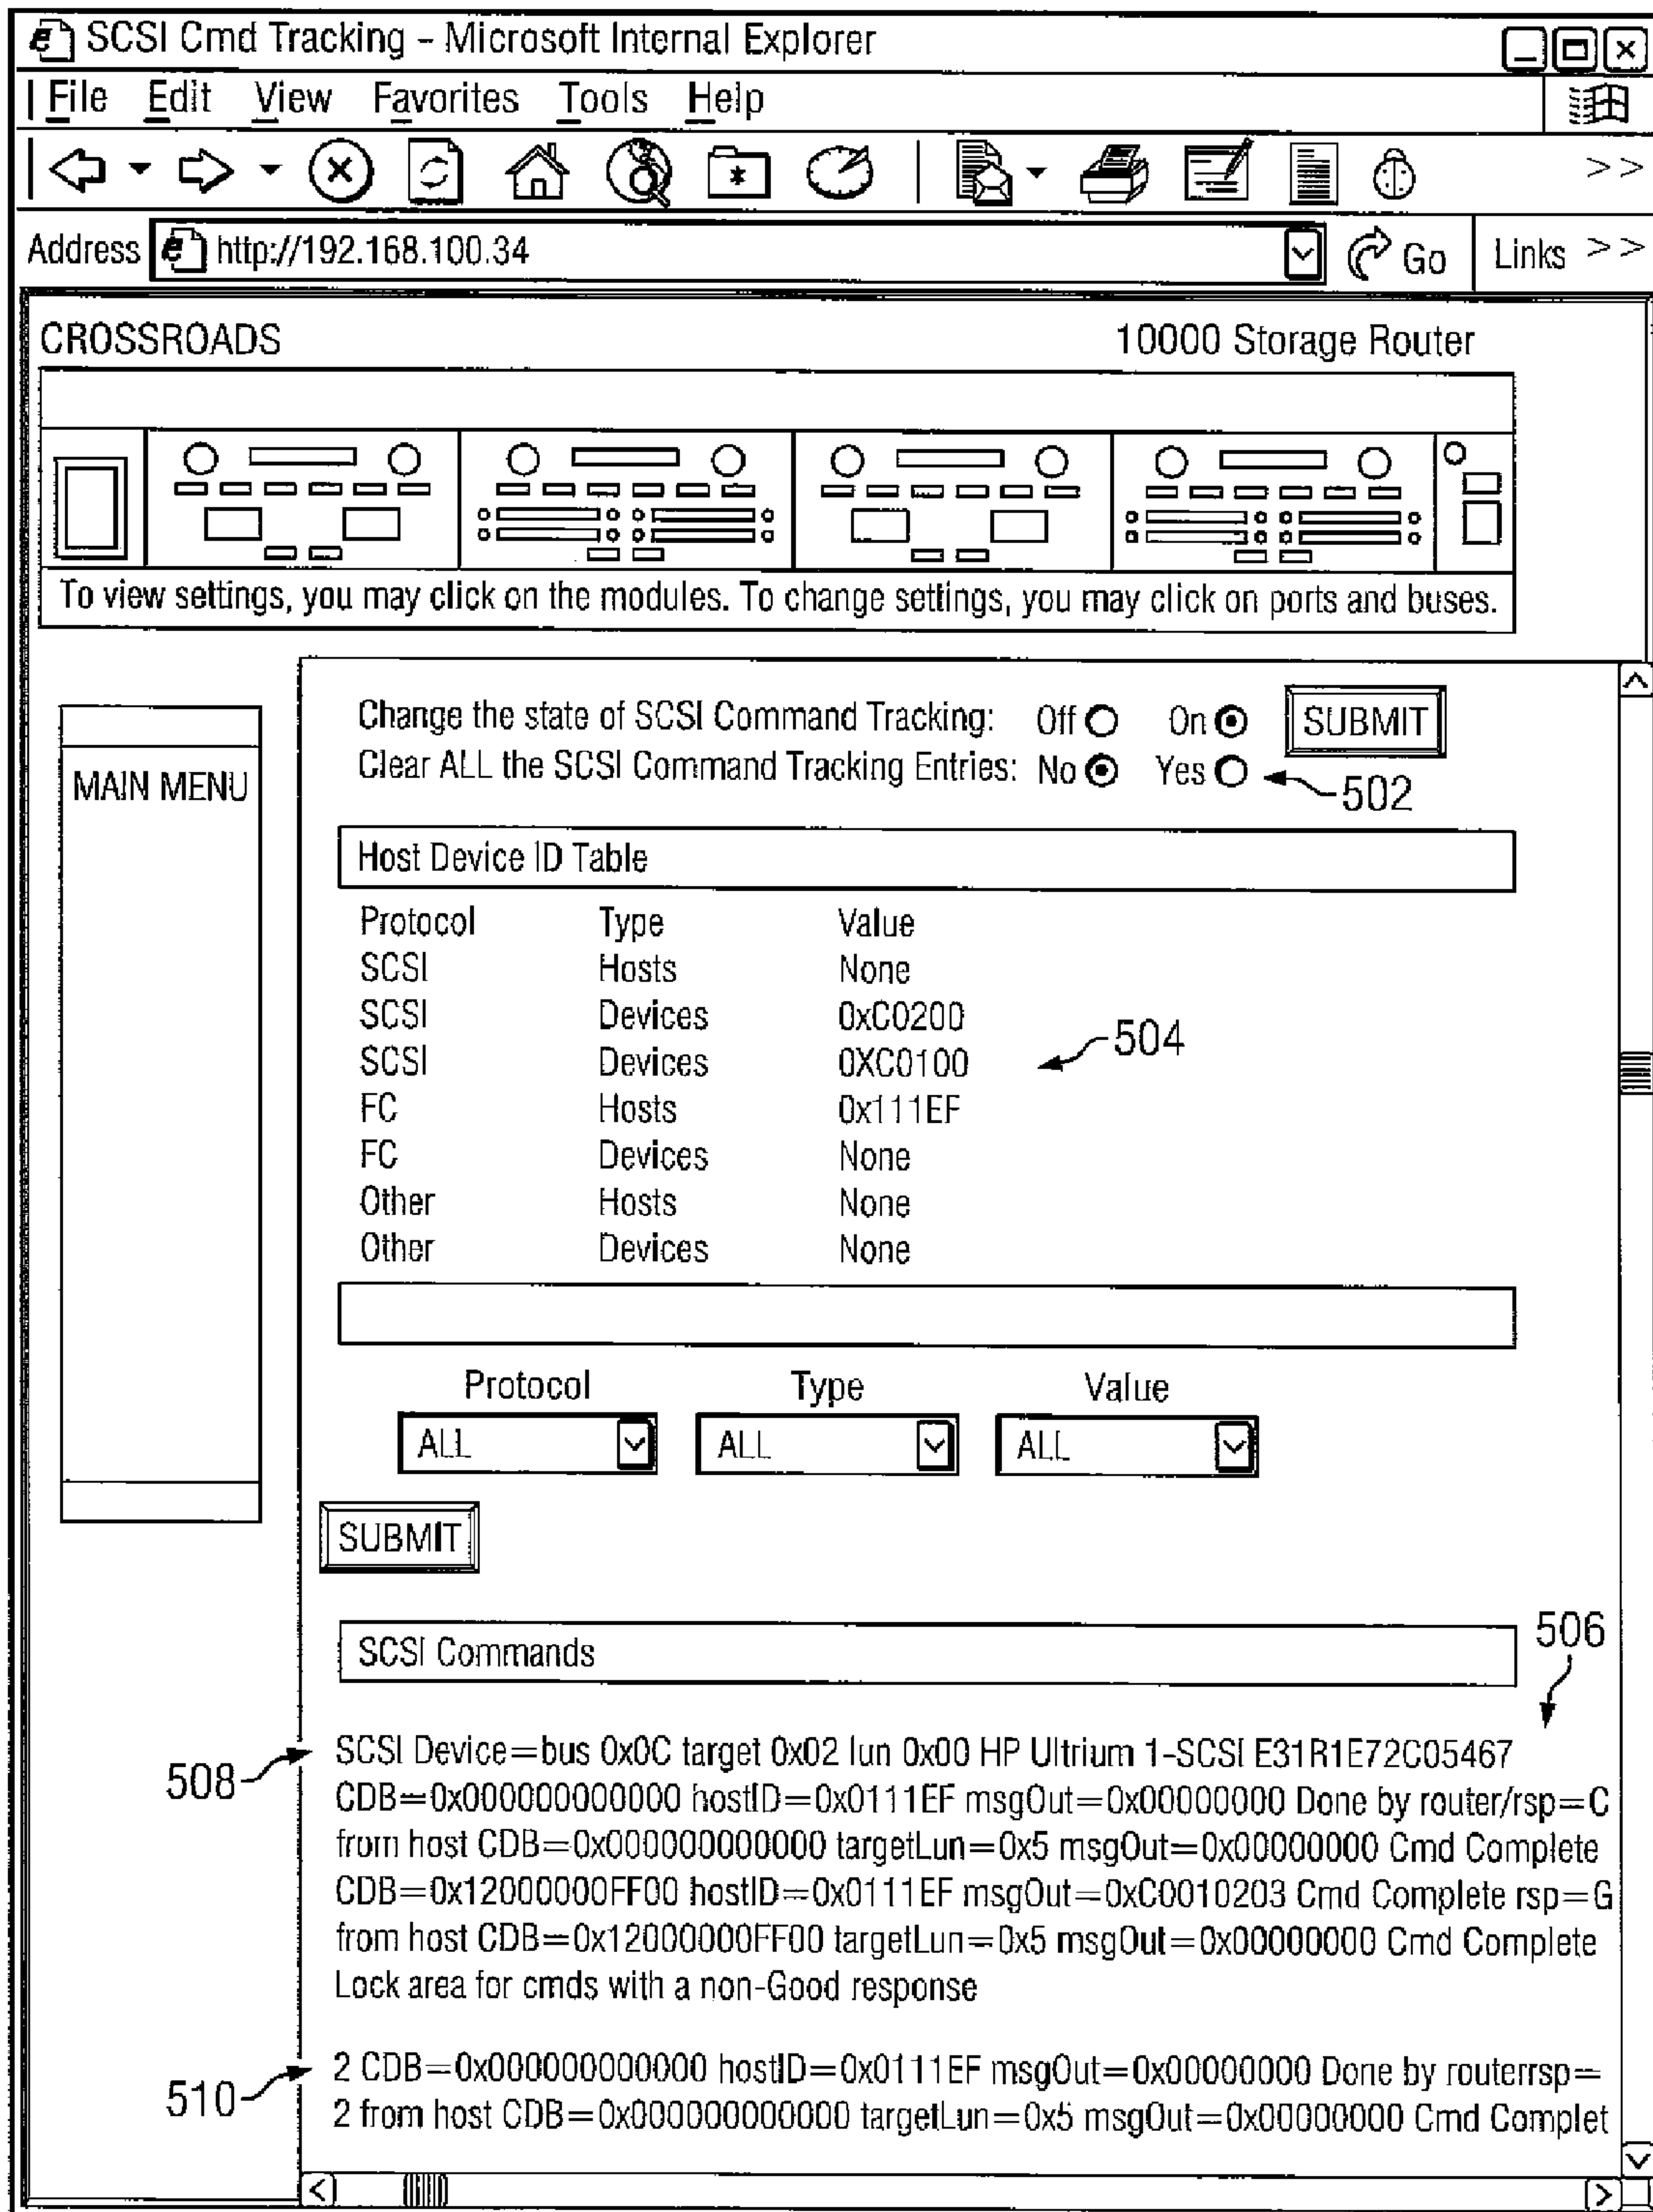 SCSI Cmd Tracking - Microsoft Internal Explorer
File Edit View Favorites Tools Help
>>
Address http://192.168.100.34 Go Links >>
CROSSROADS 10000 Storage Router
To view settings, you may click on the modules. To change settings, you may click on ports and buses.
Change the state of SCSI Command Tracking: Off On SUBMIT
Clear ALL the SCSI Command Tracking Entries: No Yes 502
MAIN MENU
Host Device ID Table
Protocol Type Value
SCSI Hosts None
SCSI Devices 0xC0200
SCSI Devices 0XC0100 504
FC Hosts 0x111EF
FC Devices None
Other Hosts None
Other Devices None
Protocol Type Value
ALL ALL ALL
SUBMIT
SCSI Commands
506
508 SCSI Device=bus 0x0C target 0x02 lun 0x00 HP Ultrium 1-SCSI E31R1E72C05467
CDB=0x000000000000 hostID=0x0111EF msgOut=0x00000000 Done by router/rsp=C
from host CDB=0x000000000000 targetLun=0x5 msgOut=0x00000000 Cmd Complete
CDB=0x12000000FF00 hostID=0x0111EF msgOut=0xC0010203 Cmd Complete rsp=G
from host CDB=0x12000000FF00 targetLun=0x5 msgOut=0x00000000 Cmd Complete
Lock area for cmds with a non-Good response
510 2 CDB=0x000000000000 hostID=0x0111EF msgOut=0x00000000 Done by routerrsp=
2 from host CDB=0x000000000000 targetLun=0x5 msgOut=0x00000000 Cmd Complet